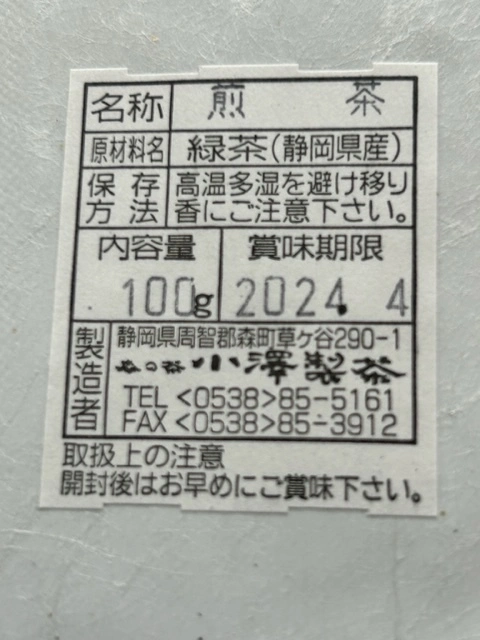 名称 煎茶
原材料名 緑茶(静岡県産)
保存方法 高温多湿を避け移り
香にご注意下さい。
内容量 賞味期限
100g 2024. 4
製造者 静岡県周智郡森町草ヶ谷290-1
小澤製茶
TEL<0538>85-5161
FAX<0538>85-3912
取扱上の注意
開封後はお早めにご賞味下さい。